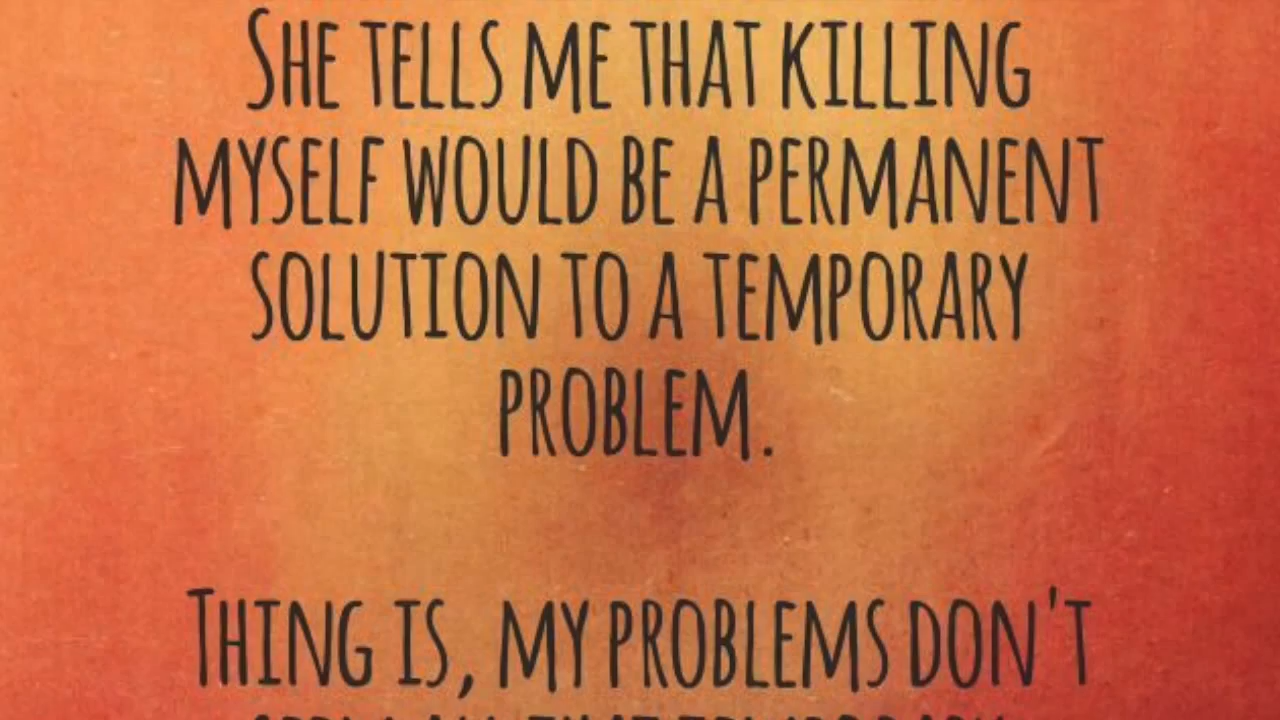 She tells me that killing
myself would be a permanent
solution to a temporary
problem.
Thing is, my problems don't